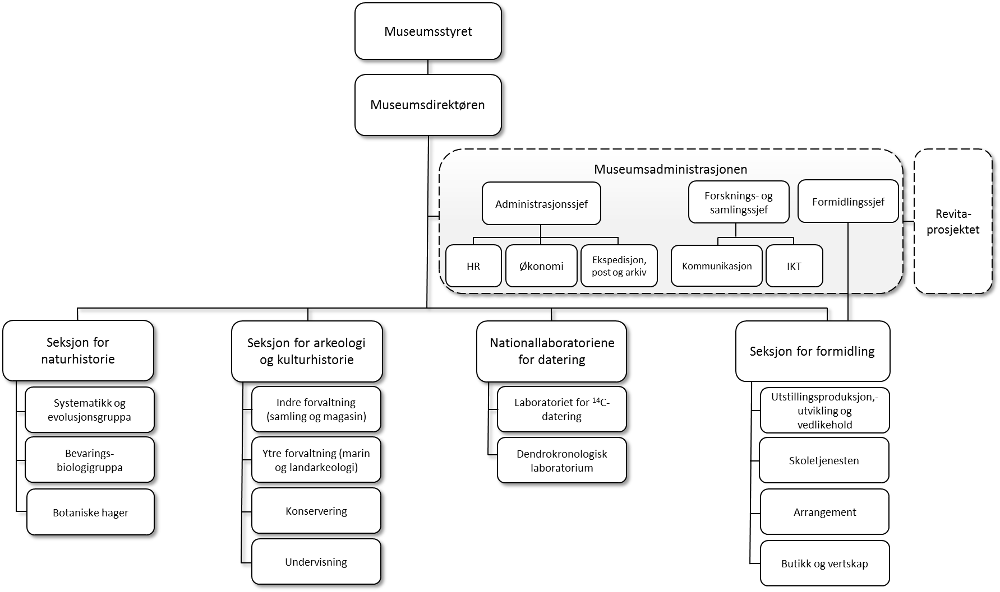 Museumsstyret
Museumsdirektøren
Museumsadministrasjonen
Administrasjonssjef
Forsknings- og
samlingssjef
Formidlingssjef
Revita-
prosjektet
HR
Økonomi
Ekspedisjon,
post og arkiv
Kommunikasjon
IKT
Seksjon for
naturhistorie
Systematikk og
evolusjonsgruppa
Bevarings-
biologigruppa
Botaniske hager
Seksjon for arkeologi
og kulturhistorie
Indre forvaltning
(samling og magasin)
Ytre forvaltning (marin
og landarkeologi)
Konservering
Undervisning
Nationallaboratoriene
for datering
Laboratoriet for ¹⁴C-
datering
Dendrokronologisk
laboratorium
Seksjon for formidling
Utstillingsproduksjon,-
utvikling og
vedlikehold
Skoletjenesten
Arrangement
Butikk og vertskap